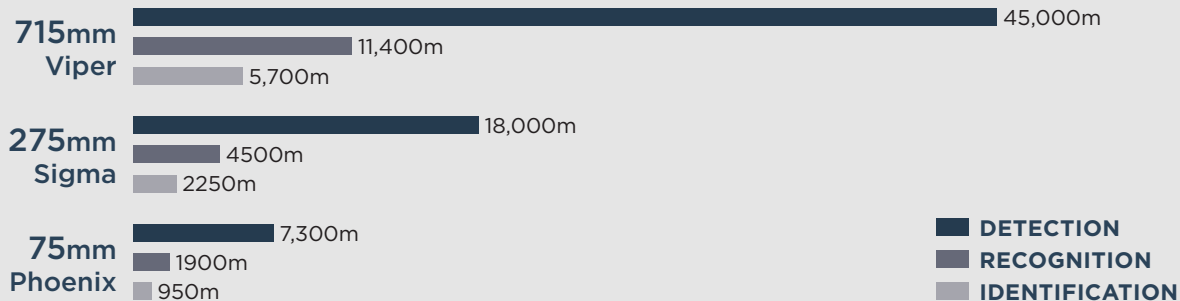 715mm
Viper
45,000m
11,400m
5,700m
275mm
Sigma
18,000m
4500m
2250m
75mm
Phoenix
7,300m
1900m
950m
DETECTION
RECOGNITION
IDENTIFICATION